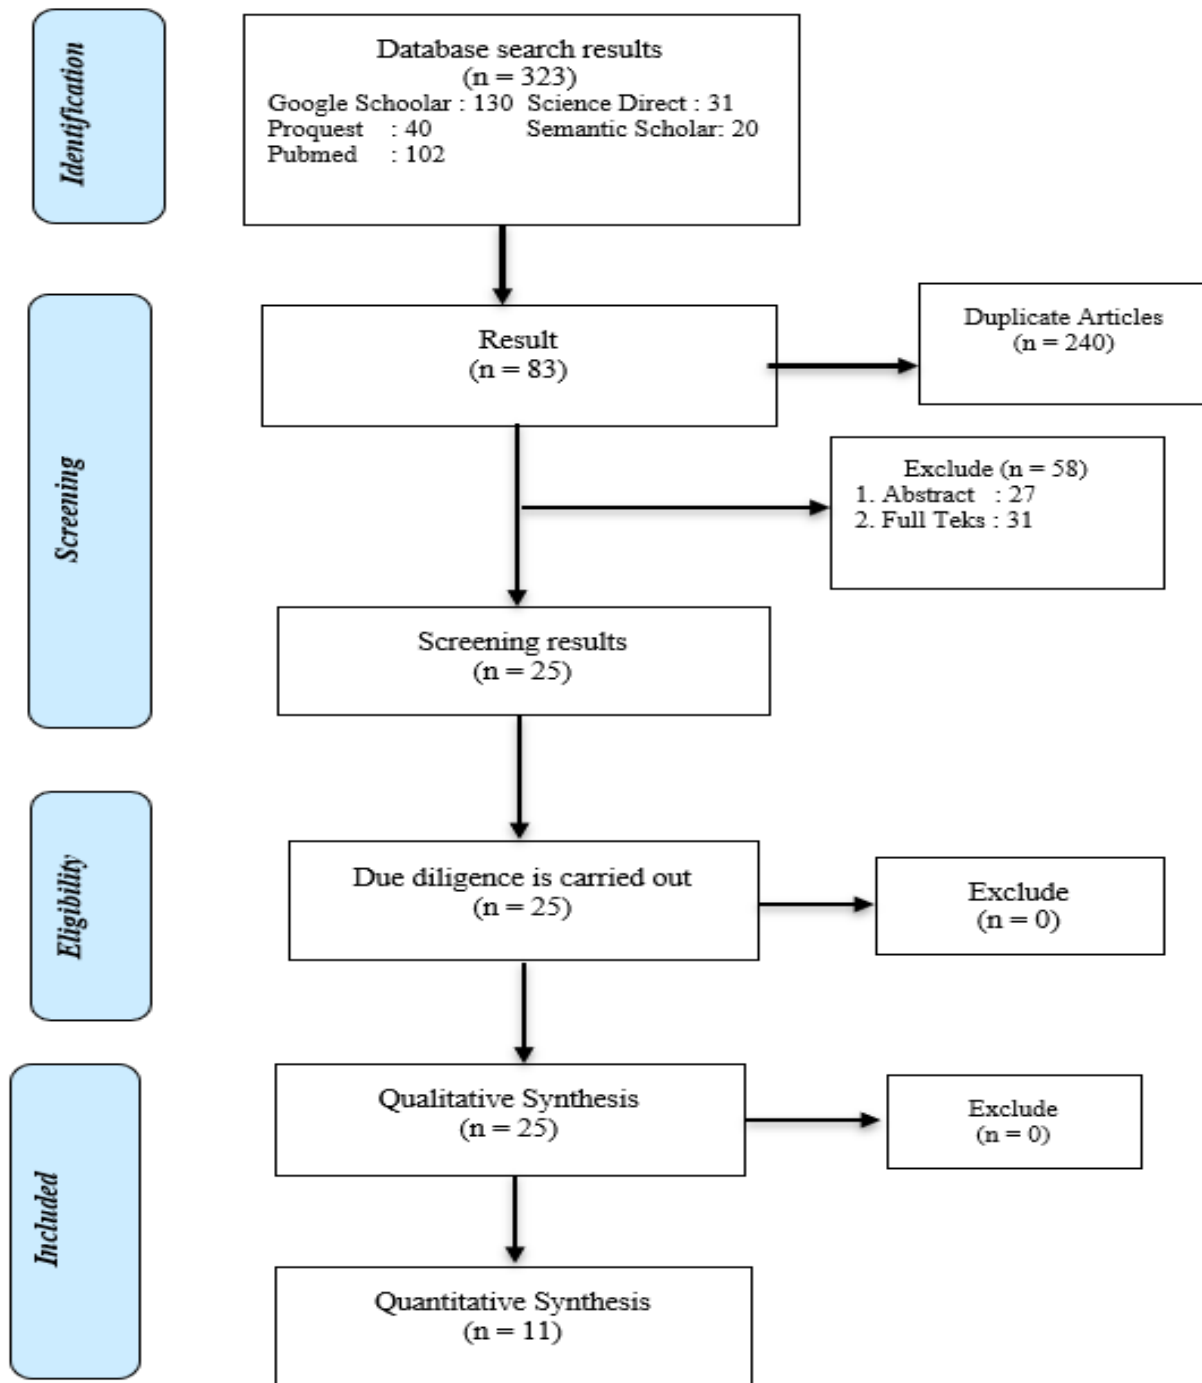 Identification
Database search results
(n = 323)
Google Schoolar : 130 Science Direct : 31
Proquest : 40 Semantic Scholar: 20
Pubmed : 102
Screening
Result
(n = 83)
Duplicate Articles
(n = 240)
Exclude (n = 58)
1. Abstract : 27
2. Full Teks : 31
Screening results
(n = 25)
Eligibility
Due diligence is carried out
(n = 25)
Exclude
(n = 0)
Included
Qualitative Synthesis
(n = 25)
Exclude
(n = 0)
Quantitative Synthesis
(n = 11)